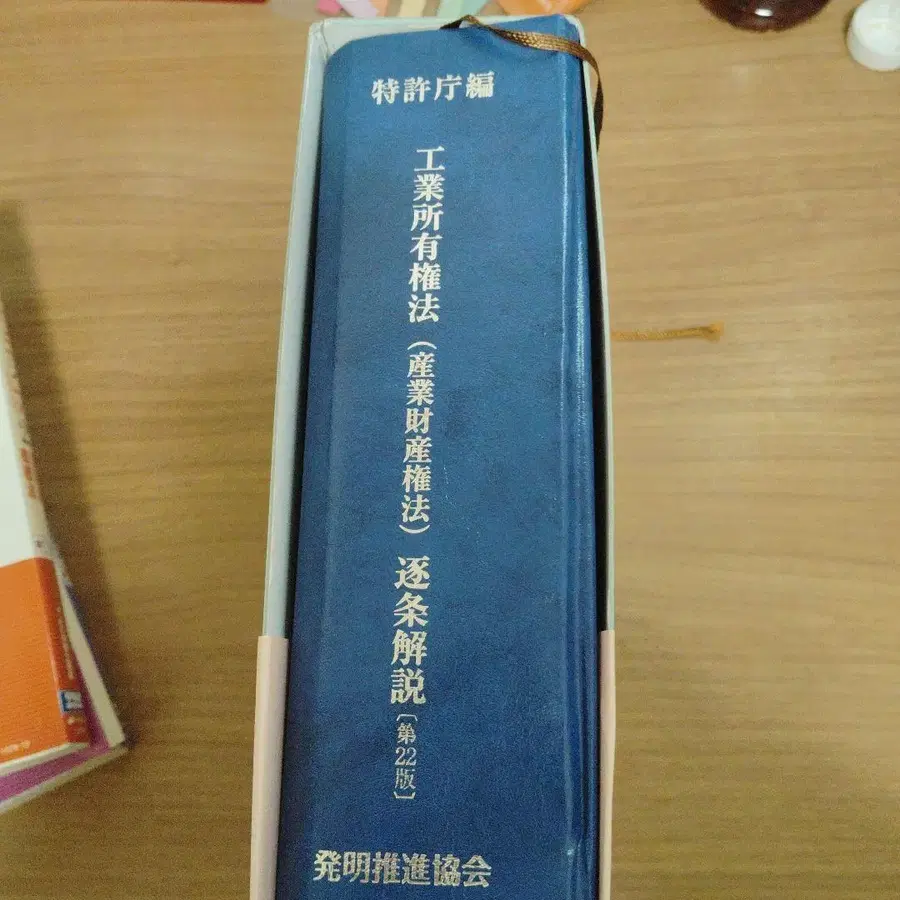 特許庁編
工業所有権法(産業財産権法)逐条解説〔第22版〕
発明推進協会